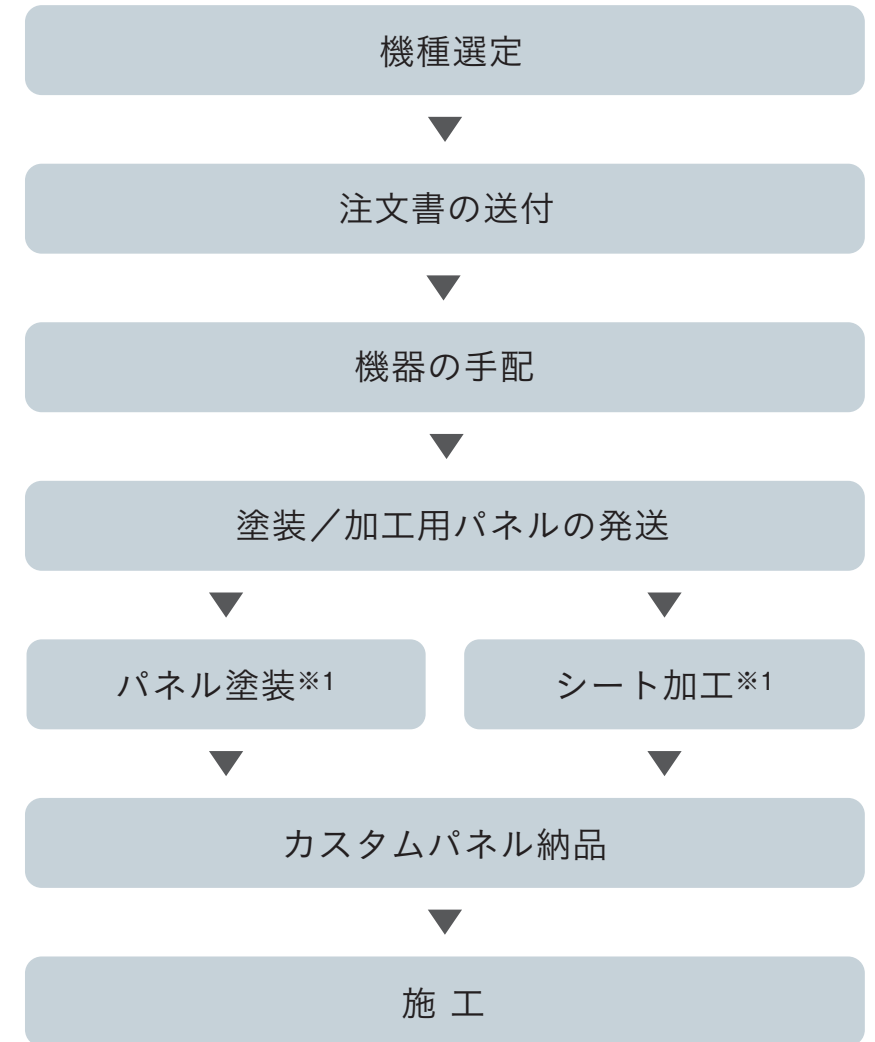 機種選定
注文書の送付
機器の手配
塗装／加工用パネルの発送
パネル塗装※1
シート加工※1
カスタムパネル納品
施 工